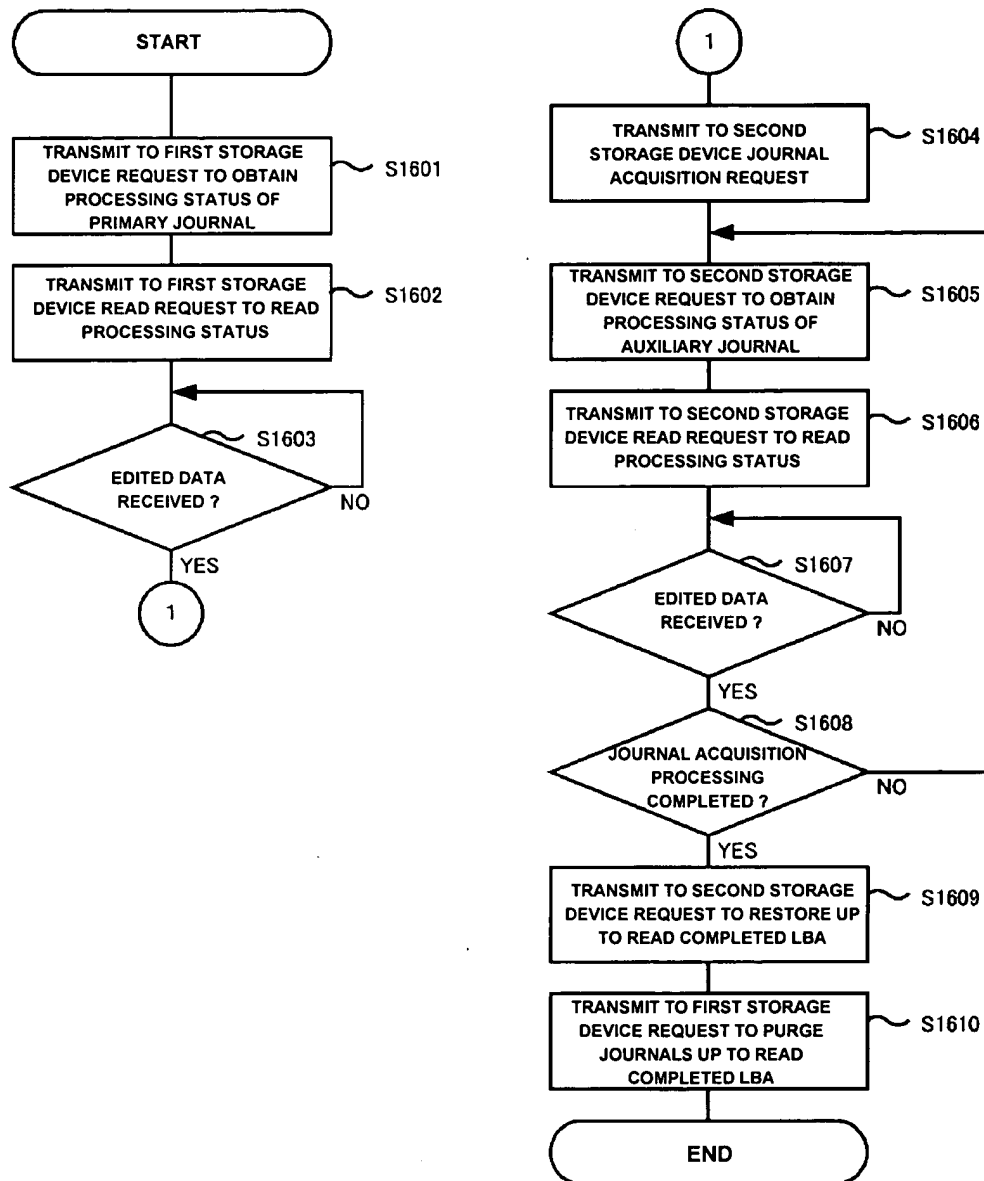 START
TRANSMIT TO FIRST STORAGE
DEVICE REQUEST TO OBTAIN
PROCESSING STATUS OF
PRIMARY JOURNAL
S1601
TRANSMIT TO FIRST STORAGE
DEVICE READ REQUEST TO READ
PROCESSING STATUS
S1602
S1603
EDITED DATA
RECEIVED ?
NO
YES
1
1
TRANSMIT TO SECOND
STORAGE DEVICE JOURNAL
ACQUISITION REQUEST
S1604
TRANSMIT TO SECOND STORAGE
DEVICE REQUEST TO OBTAIN
PROCESSING STATUS OF
AUXILIARY JOURNAL
S1605
TRANSMIT TO SECOND STORAGE
DEVICE READ REQUEST TO READ
PROCESSING STATUS
S1606
S1607
EDITED DATA
RECEIVED ?
NO
YES
S1608
JOURNAL ACQUISITION
PROCESSING
COMPLETED ?
NO
YES
TRANSMIT TO SECOND STORAGE
DEVICE REQUEST TO RESTORE UP
TO READ COMPLETED LBA
S1609
TRANSMIT TO FIRST STORAGE
DEVICE REQUEST TO PURGE
JOURNALS UP TO READ
COMPLETED LBA
S1610
END